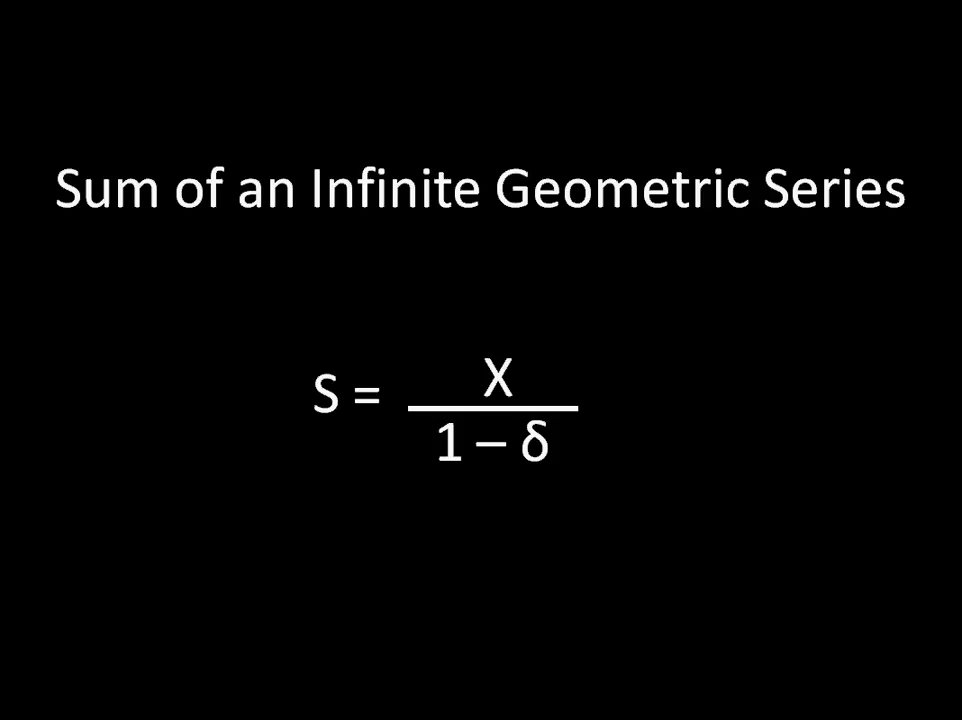 Sum of an Infinite Geometric Series
S = X
1 – δ